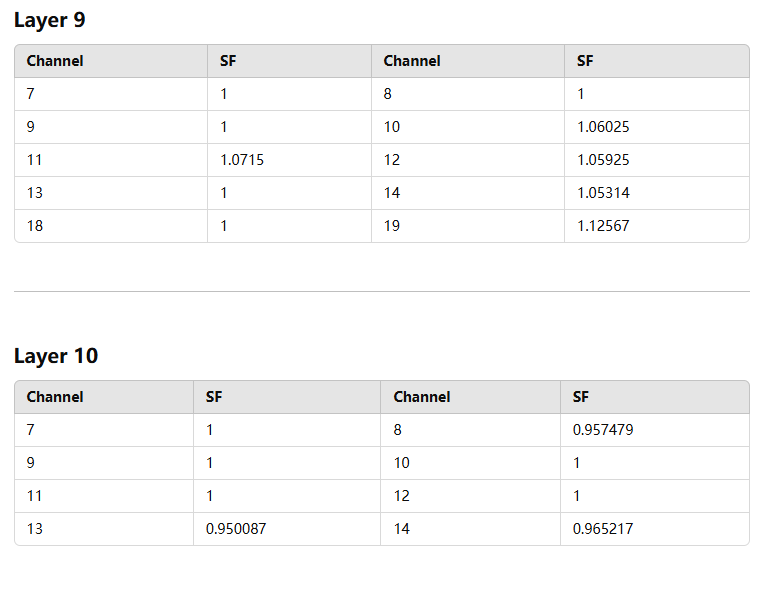 Layer 9
Channel SF Channel SF
7 1 8 1
9 1 10 1.06025
11 1.0715 12 1.05925
13 1 14 1.05314
18 1 19 1.12567
Layer 10
Channel SF Channel SF
7 1 8 0.957479
9 1 10 1
11 1 12 1
13 0.950087 14 0.965217